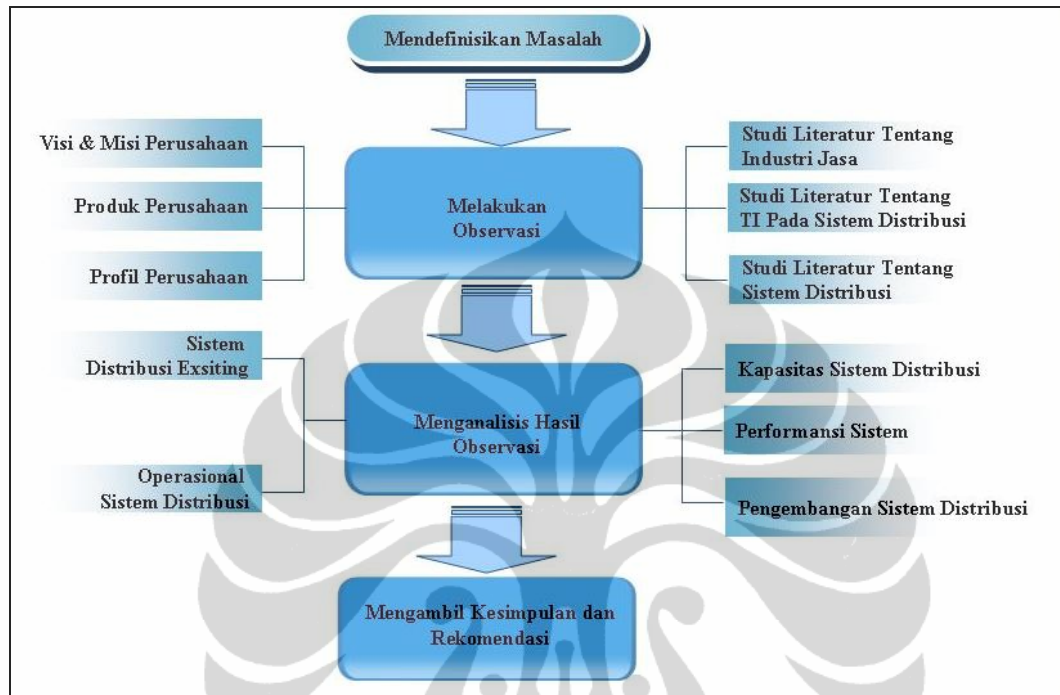 Mendefinisikan Masalah
Visi & Misi Perusahaan
Produk Perusahaan
Profil Perusahaan
Melakukan
Observasi
Studi Literatur Tentang
Industri Jasa
Studi Literatur Tentang
TI Pada Sistem Distribusi
Studi Literatur Tentang
Sistem Distribusi
Sistem
Distribusi Exsiting
Operasional
Sistem Distribusi
Menganalisis Hasil
Observasi
Kapasitas Sistem Distribusi
Performansi Sistem
Pengembangan Sistem Distribusi
Mengambil Kesimpulan dan
Rekomendasi